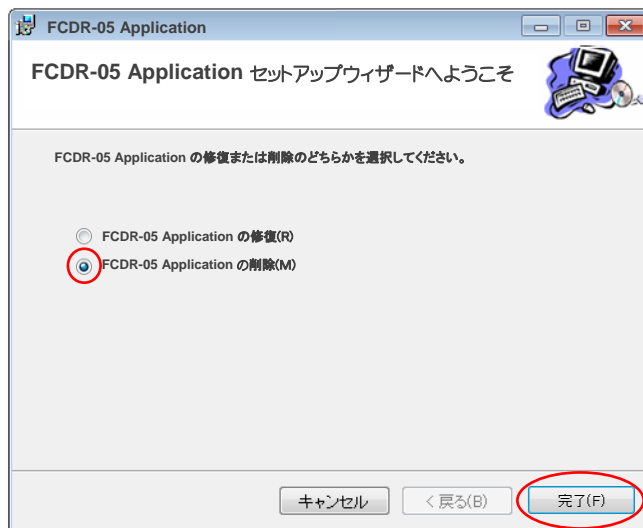 FCDR-05 Application
FCDR-05 Application セットアップウィザードへようこそ
FCDR-05 Application の修復または削除のどちらかを選択してください。
FCDR-05 Application の修復(R)
FCDR-05 Application の削除(M)
キャンセル
< 戻る(B)
完了(F)